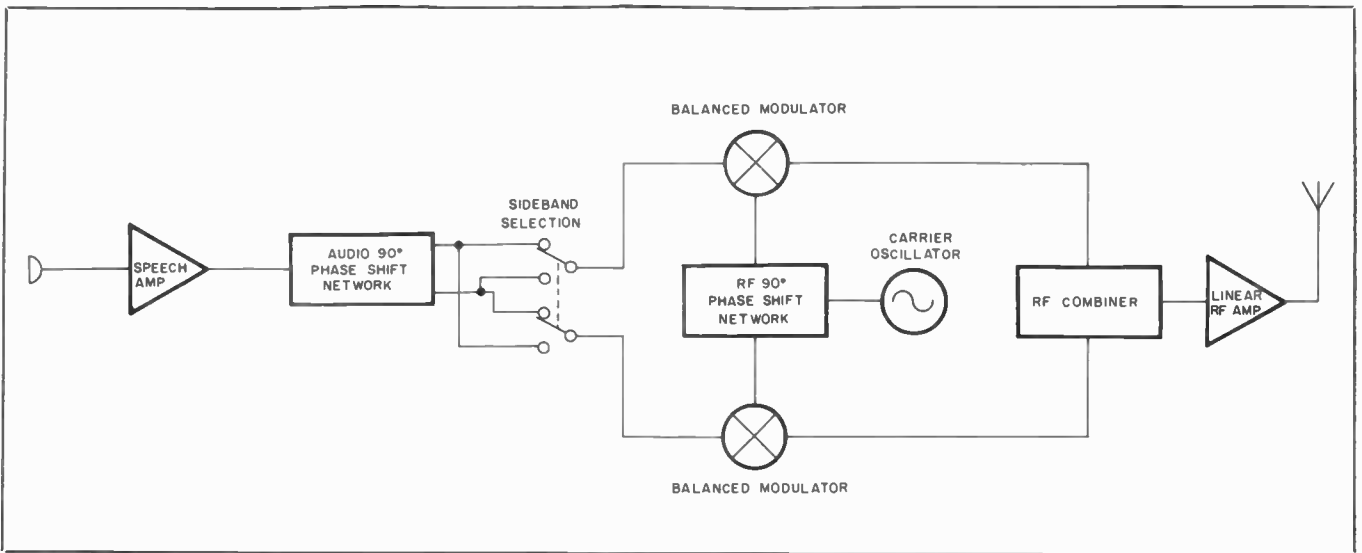 BALANCED MODULATOR
SIDEBAND
SELECTION
SPEECH
AMP
AUDIO 90°
PHASE SHIFT
NETWORK
CARRIER
OSCILLATOR
RF 90°
PHASE SHIFT
NETWORK
RF COMBINER
LINEAR
RF AMP
BALANCED MODULATOR